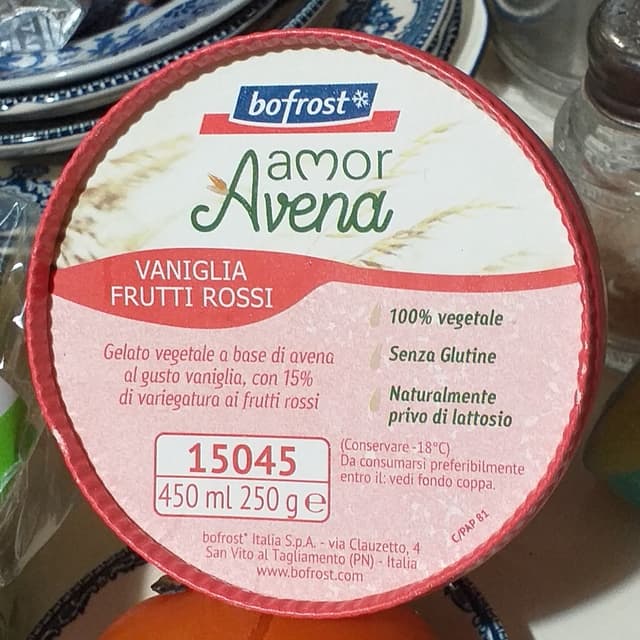 bofrost*
amor
Avena
VANIGLIA
FRUTTI ROSSI
100% vegetale
Senza Glutine
Naturalmente
privo di lattosio
Gelato vegetale a base di avena
al gusto vaniglia, con 15%
di variegatura ai frutti rossi
15045
450 ml 250 g e
(Conservare -18°C)
Da consumarsi preferibilmente
entro il: vedi fondo coppa.
C/PAP 81
bofrost* Italia S.p.A. - via Clauzetto, 4
San Vito al Tagliamento (PN) - Italia
www.bofrost.com